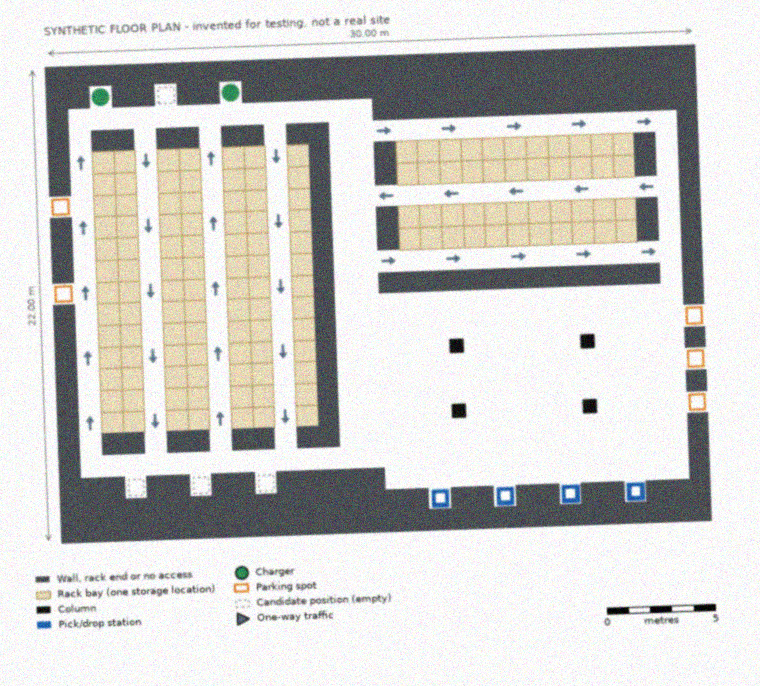 SYNTHETIC FLOOR PLAN - invented for testing, not a real site
30.00 m
22.00 m
Wall, rack end or no access
Rack bay (one storage location)
Column
Pick/drop station
Charger
Parking spot
Candidate position (empty)
One-way traffic
0 metres 5